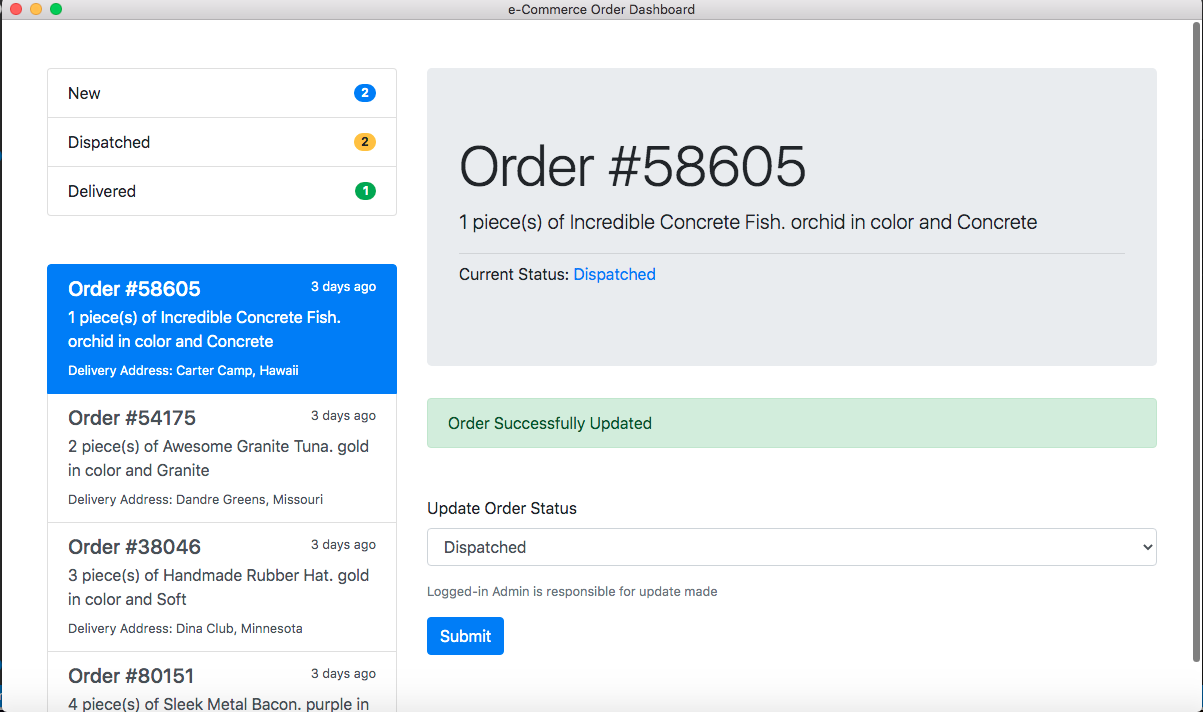 e-Commerce Order Dashboard
New 2
Dispatched 2
Delivered 1
Order #58605 3 days ago
1 piece(s) of Incredible Concrete Fish.
orchid in color and Concrete
Delivery Address: Carter Camp, Hawaii
Order #54175 3 days ago
2 piece(s) of Awesome Granite Tuna. gold
in color and Granite
Delivery Address: Dandre Greens, Missouri
Order #38046 3 days ago
3 piece(s) of Handmade Rubber Hat. gold
in color and Soft
Delivery Address: Dina Club, Minnesota
Order #80151 3 days ago
4 piece(s) of Sleek Metal Bacon. purple in
Order #58605
1 piece(s) of Incredible Concrete Fish. orchid in color and Concrete
Current Status: Dispatched
Order Successfully Updated
Update Order Status
Dispatched
Logged-in Admin is responsible for update made
Submit